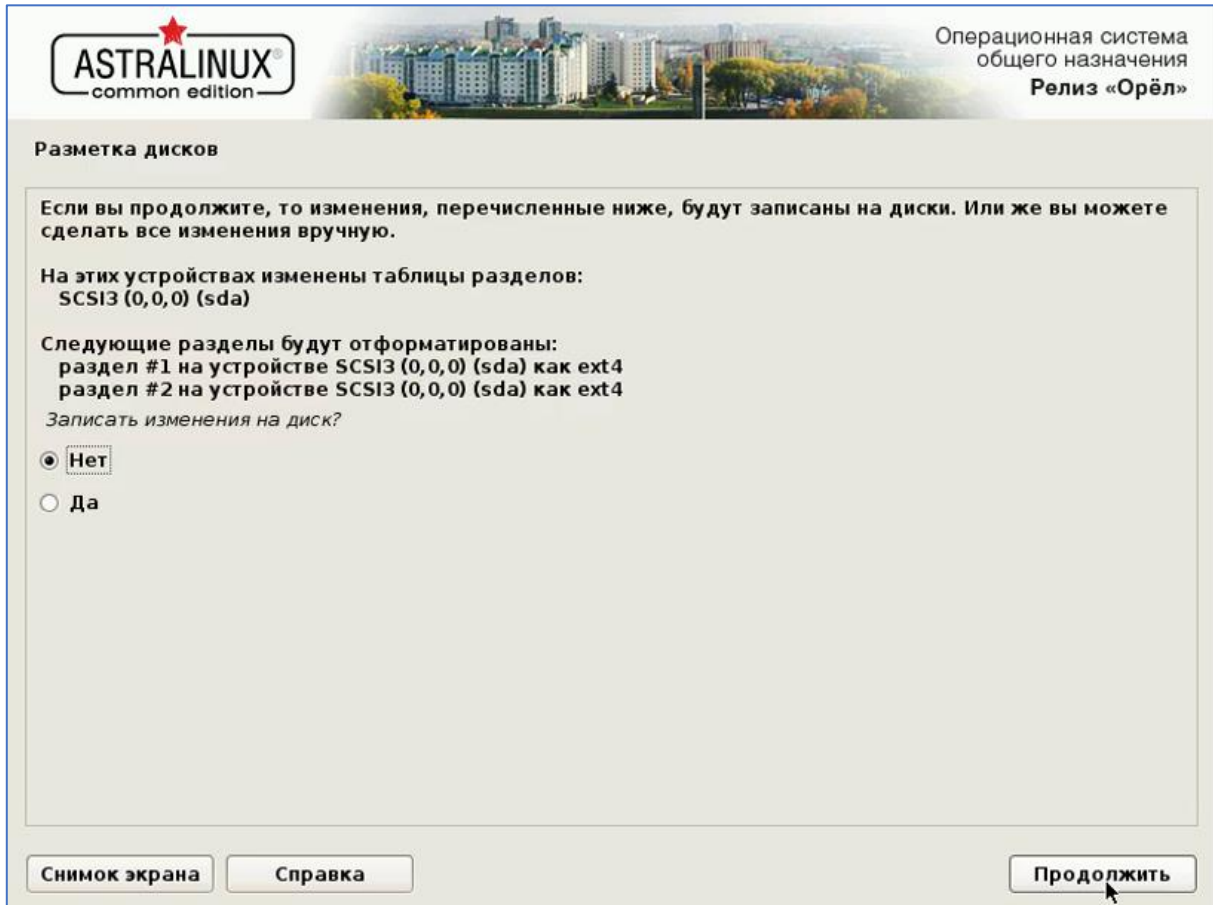 ASTRALINUX®
common edition
Операционная система
общего назначения
Релиз «Орёл»
Разметка дисков
Если вы продолжите, то изменения, перечисленные ниже, будут записаны на диски. Или же вы можете
сделать все изменения вручную.
На этих устройствах изменены таблицы разделов:
SCSI3 (0,0,0) (sda)
Следующие разделы будут отформатированы:
раздел #1 на устройстве SCSI3 (0,0,0) (sda) как ext4
раздел #2 на устройстве SCSI3 (0,0,0) (sda) как ext4
Записать изменения на диск?
Нет
Да
Снимок экрана
Справка
Продолжить